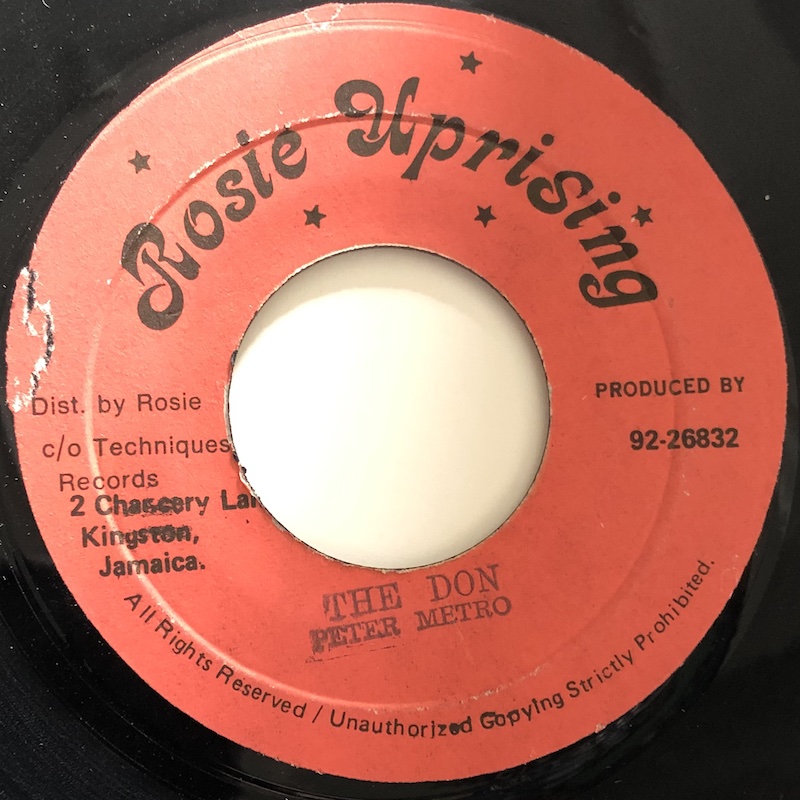 Rosie Uprising
Dist. by Rosie
c/o Techniques
Records
2 Chancery Lan
Kingston,
Jamaica.
PRODUCED BY
92-26832
THE DON
PETER METRO
All Rights Reserved / Unauthorized Copying Strictly Prohibited.